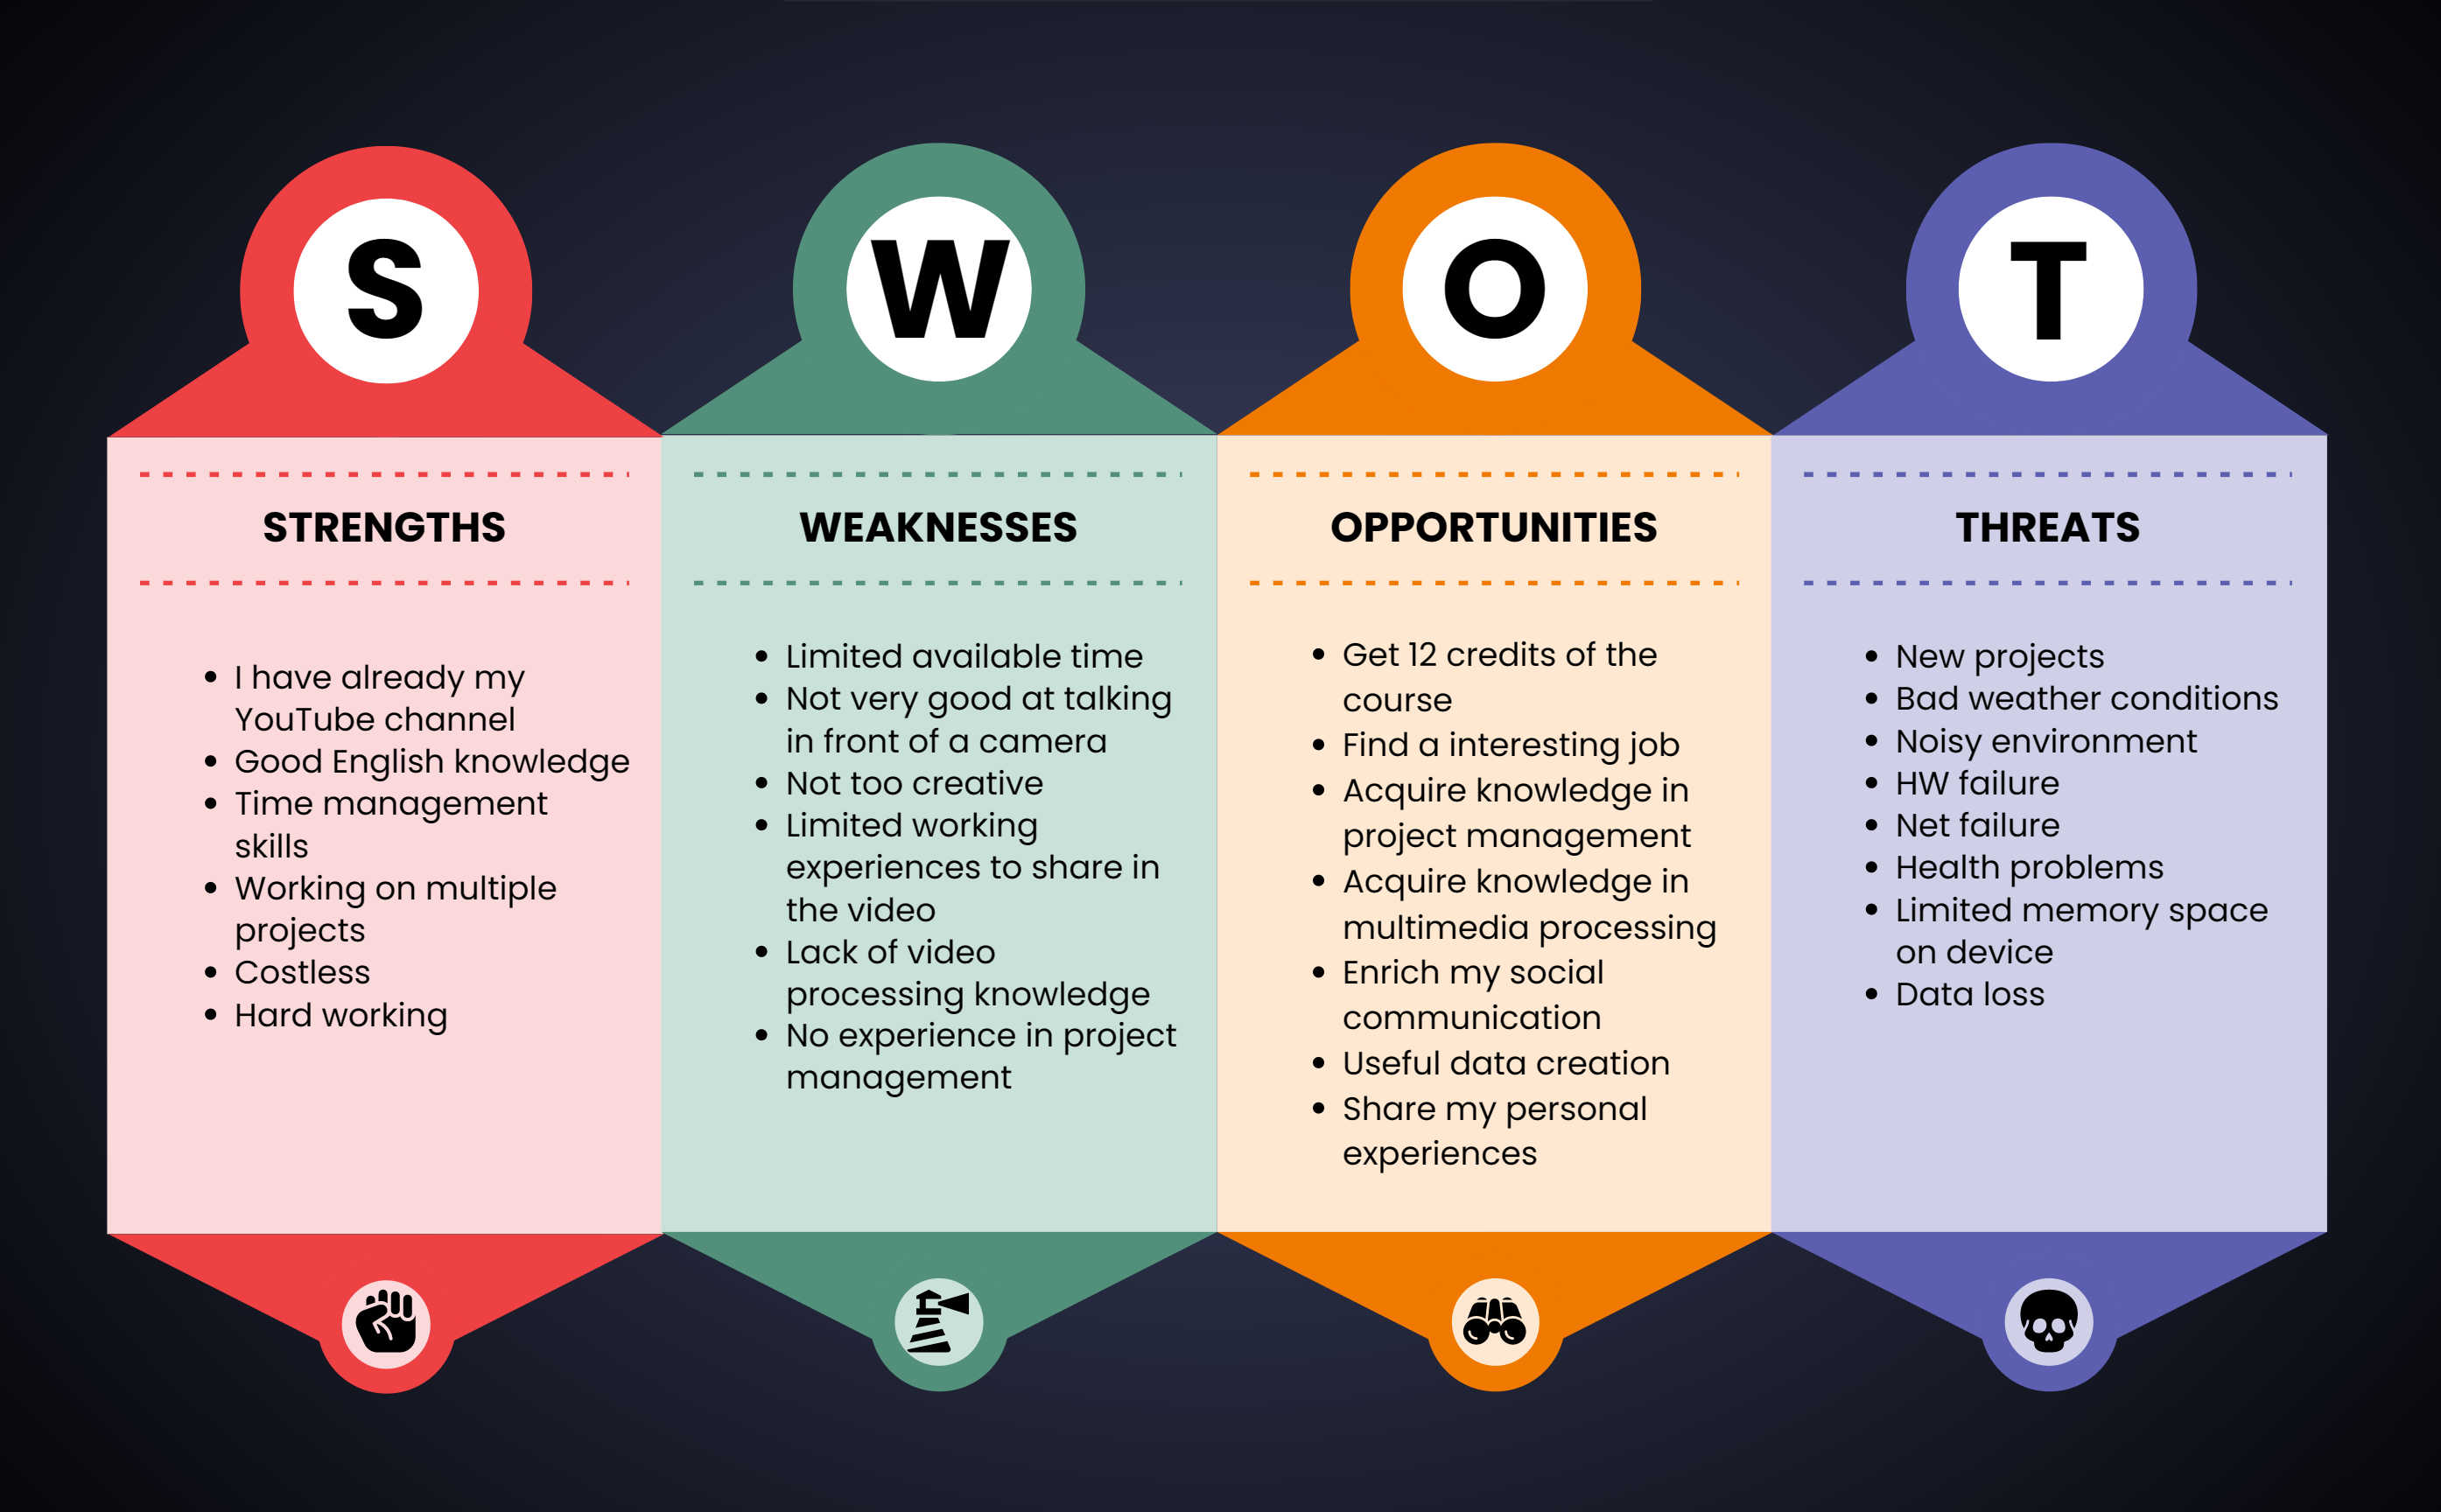 S
W
O
T
STRENGTHS
• I have already my
YouTube channel
• Good English knowledge
• Time management
skills
• Working on multiple
projects
• Costless
• Hard working
WEAKNESSES
• Limited available time
• Not very good at talking
in front of a camera
• Not too creative
• Limited working
experiences to share in
the video
• Lack of video
processing knowledge
• No experience in project
management
OPPORTUNITIES
• Get 12 credits of the
course
• Find a interesting job
• Acquire knowledge in
project management
• Acquire knowledge in
multimedia processing
• Enrich my social
communication
• Useful data creation
• Share my personal
experiences
THREATS
• New projects
• Bad weather conditions
• Noisy environment
• HW failure
• Net failure
• Health problems
• Limited memory space
on device
• Data loss